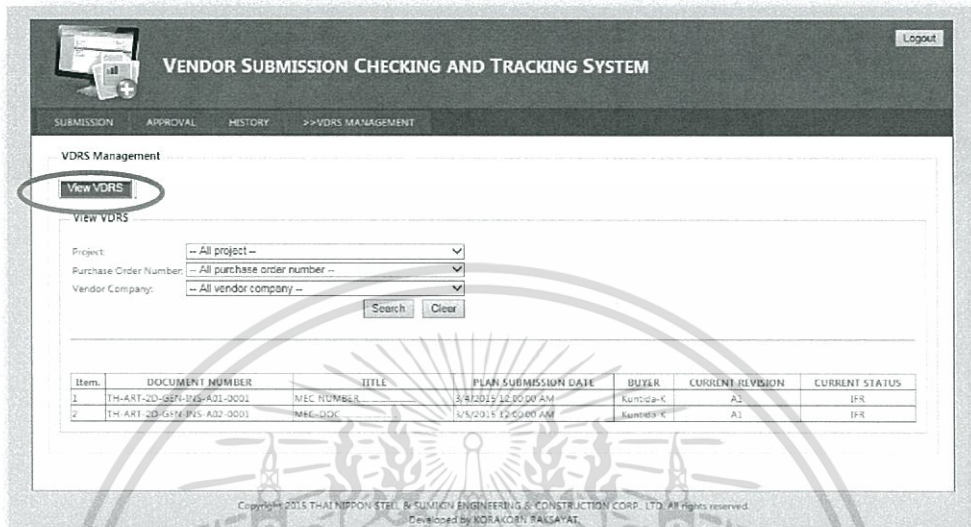 Logout
VENDOR SUBMISSION CHECKING AND TRACKING SYSTEM
SUBMISSION APPROVAL HISTORY >>VDRS MANAGEMENT
VDRS Management
View VDRS
View VDRS
Project: -- All project --
Purchase Order Number: -- All purchase order number --
Vendor Company: -- All vendor company --
Search Clear
Item. DOCUMENT NUMBER TITLE PLAN SUBMISSION DATE BUYER CURRENT REVISION CURRENT STATUS
1 TH-ART-2D-GEN-INS-A01-0001 MEC NUMBER 3/4/2015 12:00:00 AM Kuntida-K A1 IFR
2 TH-ART-2D-GEN-INS-A02-0001 MEC-DOC 3/5/2015 12:00:00 AM Kuntida-K A1 IFR
Copyright 2015 THAI NIPPON STEEL & SUMIKIN ENGINEERING & CONSTRUCTION CORP., LTD. All rights reserved.
Developed by KORAKORN RAKSAYAT.